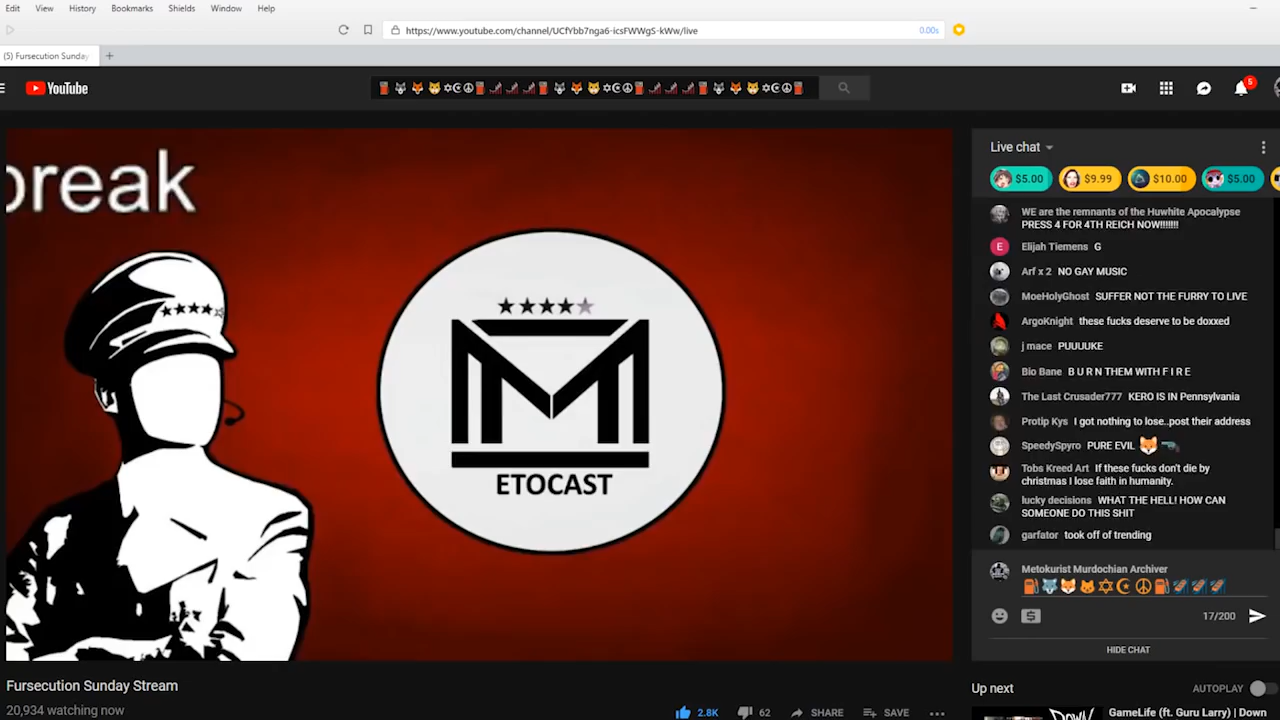 Edit View History Bookmarks Shields Window Help
https://www.youtube.com/channel/UCfYbb7nga6-icsFWWgS-kWw/live 0.00s
(5) Fursecution Sunday
YouTube
5
break
ETOCAST
Live chat
$5.00 $9.99 $10.00 $5.00
WE are the remnants of the Huwhite Apocalypse
PRESS 4 FOR 4TH REICH NOW!!!!!!!
Elijah Tiemens G
Arf x 2 NO GAY MUSIC
MoeHolyGhost SUFFER NOT THE FURRY TO LIVE
ArgoKnight these fucks deserve to be doxxed
j mace PUUUUKE
Bio Bane B U R N THEM WITH F I R E
The Last Crusader777 KERO IS IN Pennsylvania
Protip Kys I got nothing to lose..post their address
SpeedySpyro PURE EVIL
Tobs Kreed Art If these fucks don't die by
christmas I lose faith in humanity.
lucky decisions WHAT THE HELL! HOW CAN
SOMEONE DO THIS SHIT
garfator took off of trending
Metokurist Murdochian Archiver
17/200
HIDE CHAT
Fursecution Sunday Stream
20,934 watching now
2.8K 62 SHARE SAVE
Up next AUTOPLAY
GameLife (ft. Guru Larry) | Down
DOWN